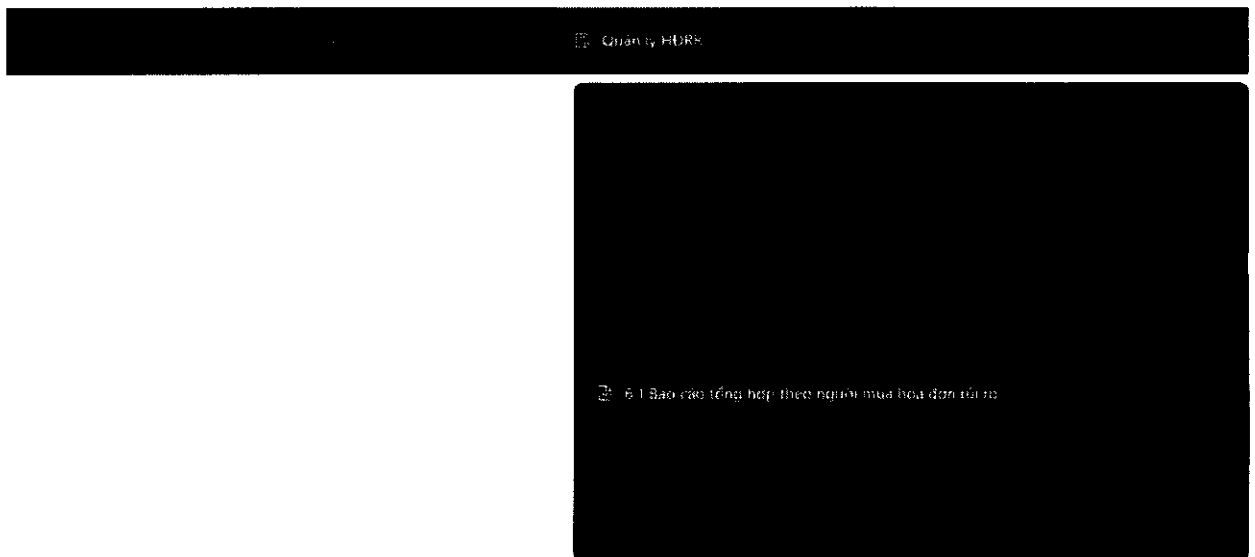 Quản lý HĐRR
6.1 Báo cáo tổng hợp theo người mua hóa đơn rủi ro